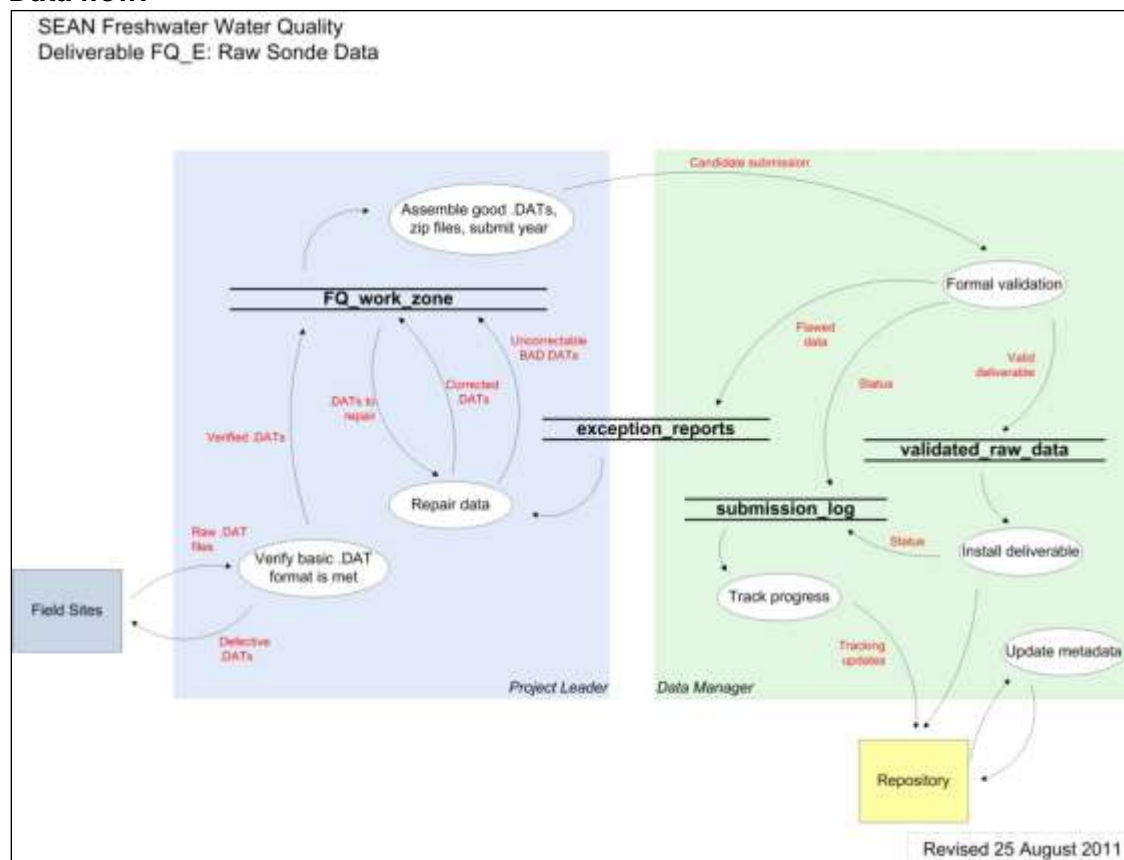 SEAN Freshwater Water Quality
Deliverable FQ_E: Raw Sonde Data
Candidate submission
Assemble good .DATs,
zip files, submit year
Formal validation
FQ_work_zone
Uncorrectable
BAD DATs
Flawed
data
Valid
deliverable
Corrected
.DATs
Status
.DATs to
repair
Verified .DATs
exception_reports
validated_raw_data
Repair data
submission_log
Raw .DAT
files
Verify basic .DAT
format is met
Status
Install deliverable
Field Sites
Track progress
Defective
.DATs
Tracking
updates
Update metadata
Project Leader
Data Manager
Repository
Revised 25 August 2011